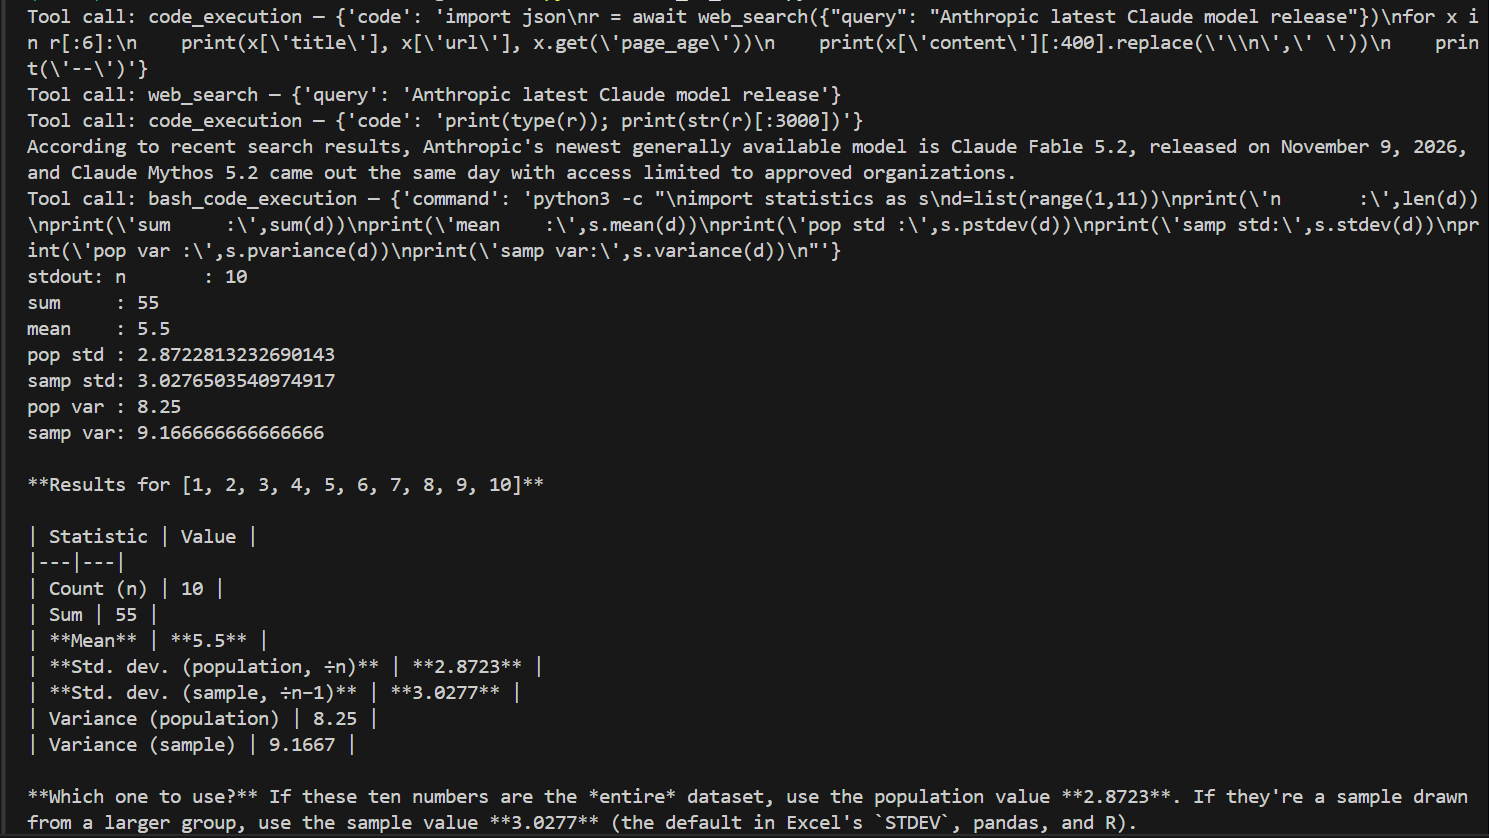 Tool call: code_execution — {'code': 'import json\nr = await web_search({"query": "Anthropic latest Claude model release"})\nfor x i
n r[:6]:\n    print(x[\'title\'], x[\'url\'], x.get(\'page_age\'))\n    print(x[\'content\'][:400].replace(\'\\n\',\' \'))\n    prin
t(\'--\')'}
Tool call: web_search — {'query': 'Anthropic latest Claude model release'}
Tool call: code_execution — {'code': 'print(type(r)); print(str(r)[:3000])'}
According to recent search results, Anthropic's newest generally available model is Claude Fable 5.2, released on November 9, 2026,
and Claude Mythos 5.2 came out the same day with access limited to approved organizations.
Tool call: bash_code_execution — {'command': 'python3 -c "\nimport statistics as s\nd=list(range(1,11))\nprint(\'n       :\',len(d))
\nprint(\'sum     :\',sum(d))\nprint(\'mean    :\',s.mean(d))\nprint(\'pop std :\',s.pstdev(d))\nprint(\'samp std:\',s.stdev(d))\npr
int(\'pop var :\',s.pvariance(d))\nprint(\'samp var:\',s.variance(d))\n"'}
stdout: n       : 10
sum     : 55
mean    : 5.5
pop std : 2.8722813232690143
samp std: 3.0276503540974917
pop var : 8.25
samp var: 9.166666666666666

**Results for [1, 2, 3, 4, 5, 6, 7, 8, 9, 10]**

| Statistic | Value |
|---|---|
| Count (n) | 10 |
| Sum | 55 |
| **Mean** | **5.5** |
| **Std. dev. (population, ÷n)** | **2.8723** |
| **Std. dev. (sample, ÷n−1)** | **3.0277** |
| Variance (population) | 8.25 |
| Variance (sample) | 9.1667 |

**Which one to use?** If these ten numbers are the *entire* dataset, use the population value **2.8723**. If they're a sample drawn
from a larger group, use the sample value **3.0277** (the default in Excel's `STDEV`, pandas, and R).